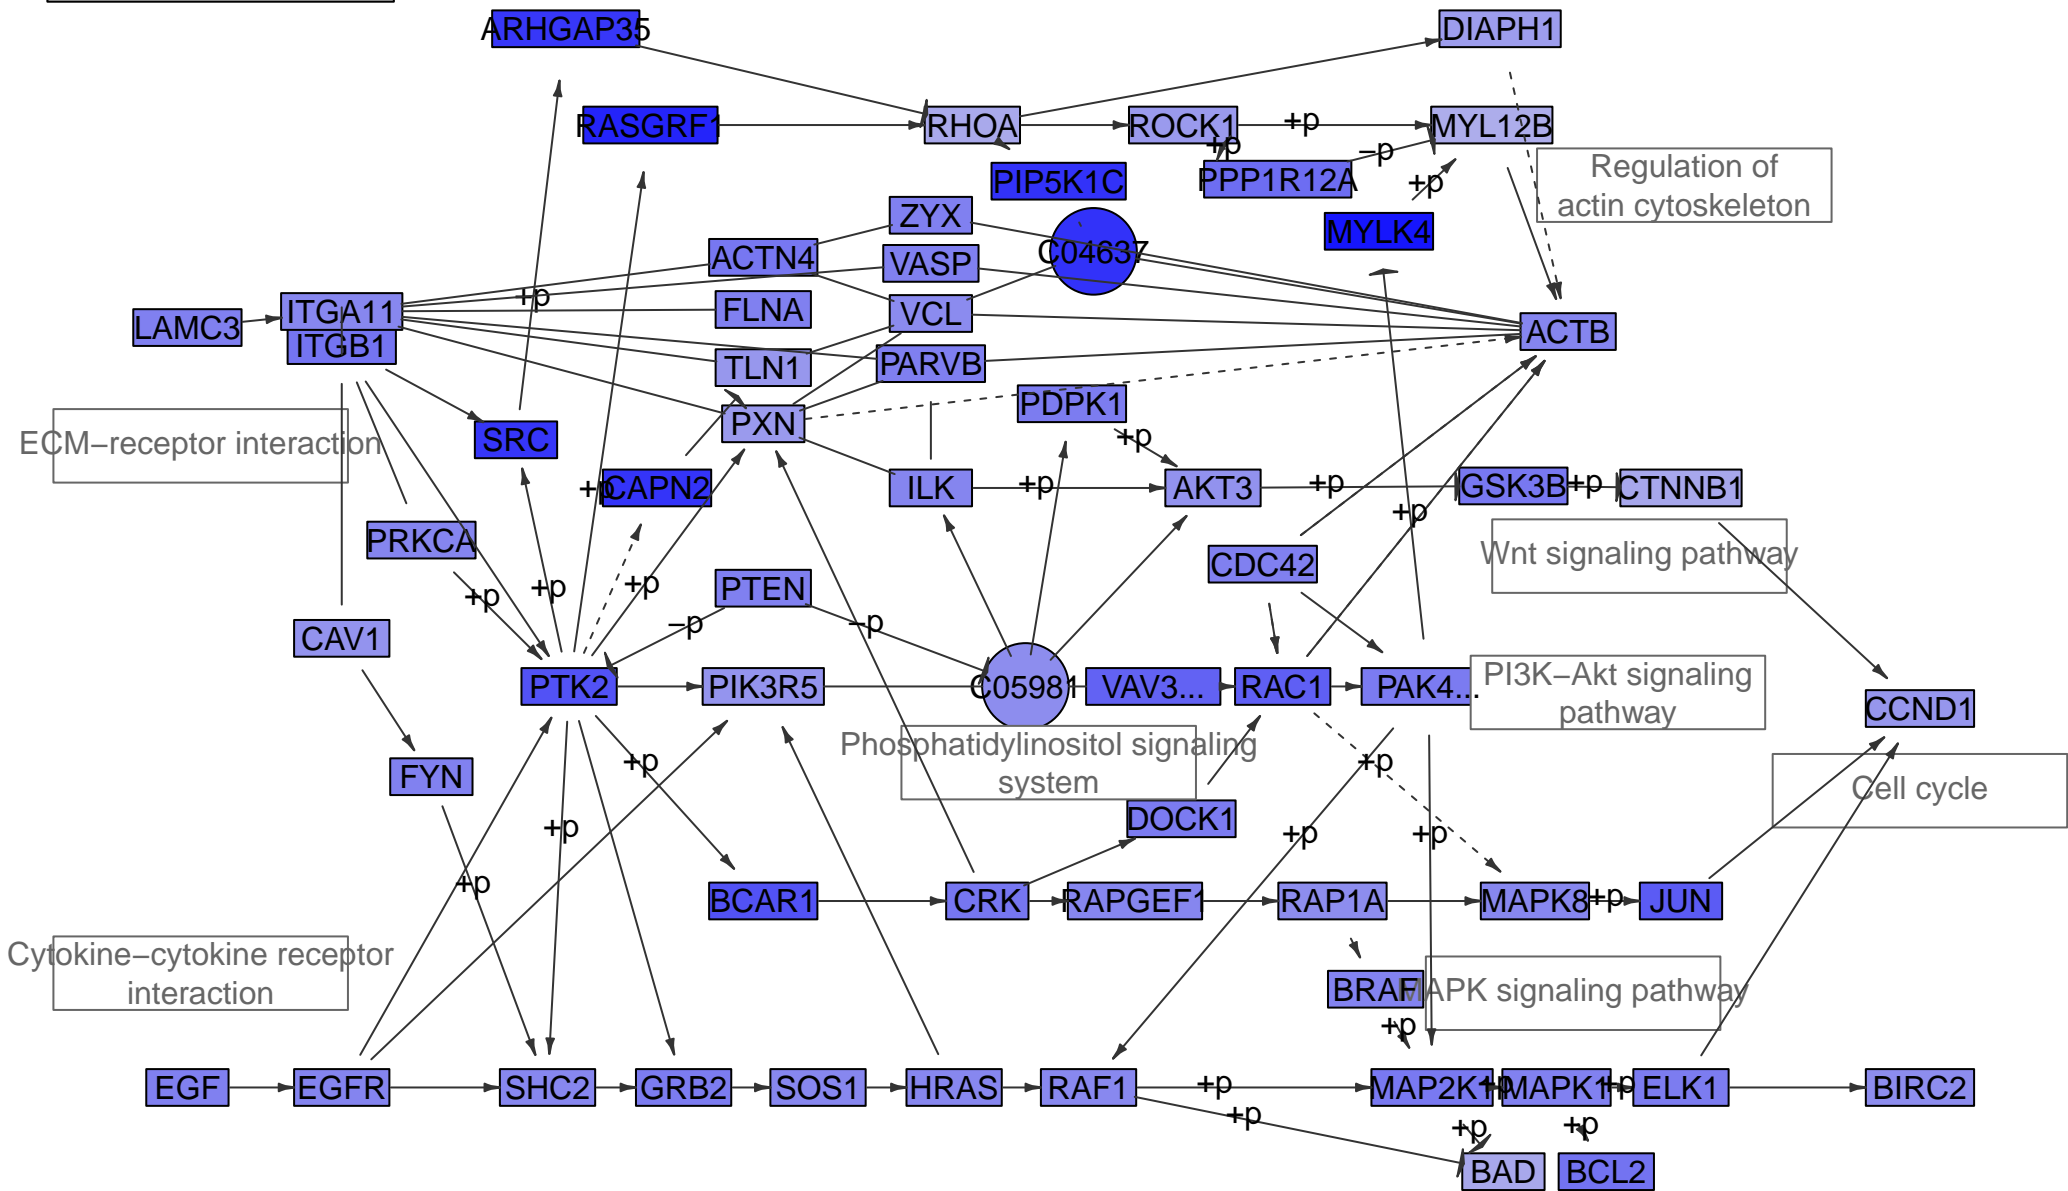 ARHGAP35
DIAPH1
RASGRF1
RHOA
ROCK1
+p
MYL12B
+p
−p
Regulation of
actin cytoskeleton
PIP5K1C
PPP1R12A
+p
ZYX
MYLK4
ACTN4
VASP
C04637
+p
ITGA11
FLNA
VCL
LAMC3
ACTB
ITGB1
TLN1
PARVB
PDPK1
PXN
ECM−receptor interaction
SRC
+p
+p
CAPN2
ILK
+p
AKT3
+p
GSK3B
+p
CTNNB1
+p
PRKCA
Wnt signaling pathway
CDC42
+p
+p
+p
PTEN
−p
−p
CAV1
PTK2
PIK3R5
C05981
VAV3...
RAC1
PAK4...
PI3K−Akt signaling
pathway
CCND1
Phosphatidylinositol signaling
system
+p
+p
FYN
Cell cycle
+p
DOCK1
+p
+p
+p
BCAR1
CRK
RAPGEF1
RAP1A
MAPK8
+p
JUN
Cytokine−cytokine receptor
interaction
BRAF
MAPK signaling pathway
+p
EGF
EGFR
SHC2
GRB2
SOS1
HRAS
RAF1
+p
MAP2K1
+p
MAPK1
+p
ELK1
BIRC2
+p
+p
+p
BAD
BCL2